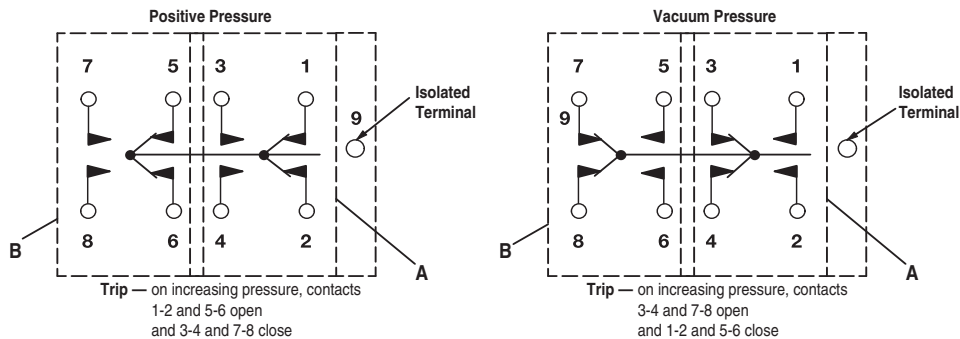 Positive Pressure
7 5 3 1
9
Isolated
Terminal
8 6 4 2
B
A
Trip — on increasing pressure, contacts
1-2 and 5-6 open
and 3-4 and 7-8 close
Vacuum Pressure
7 5 3 1
9
Isolated
Terminal
8 6 4 2
B
A
Trip — on increasing pressure, contacts
3-4 and 7-8 open
and 1-2 and 5-6 close